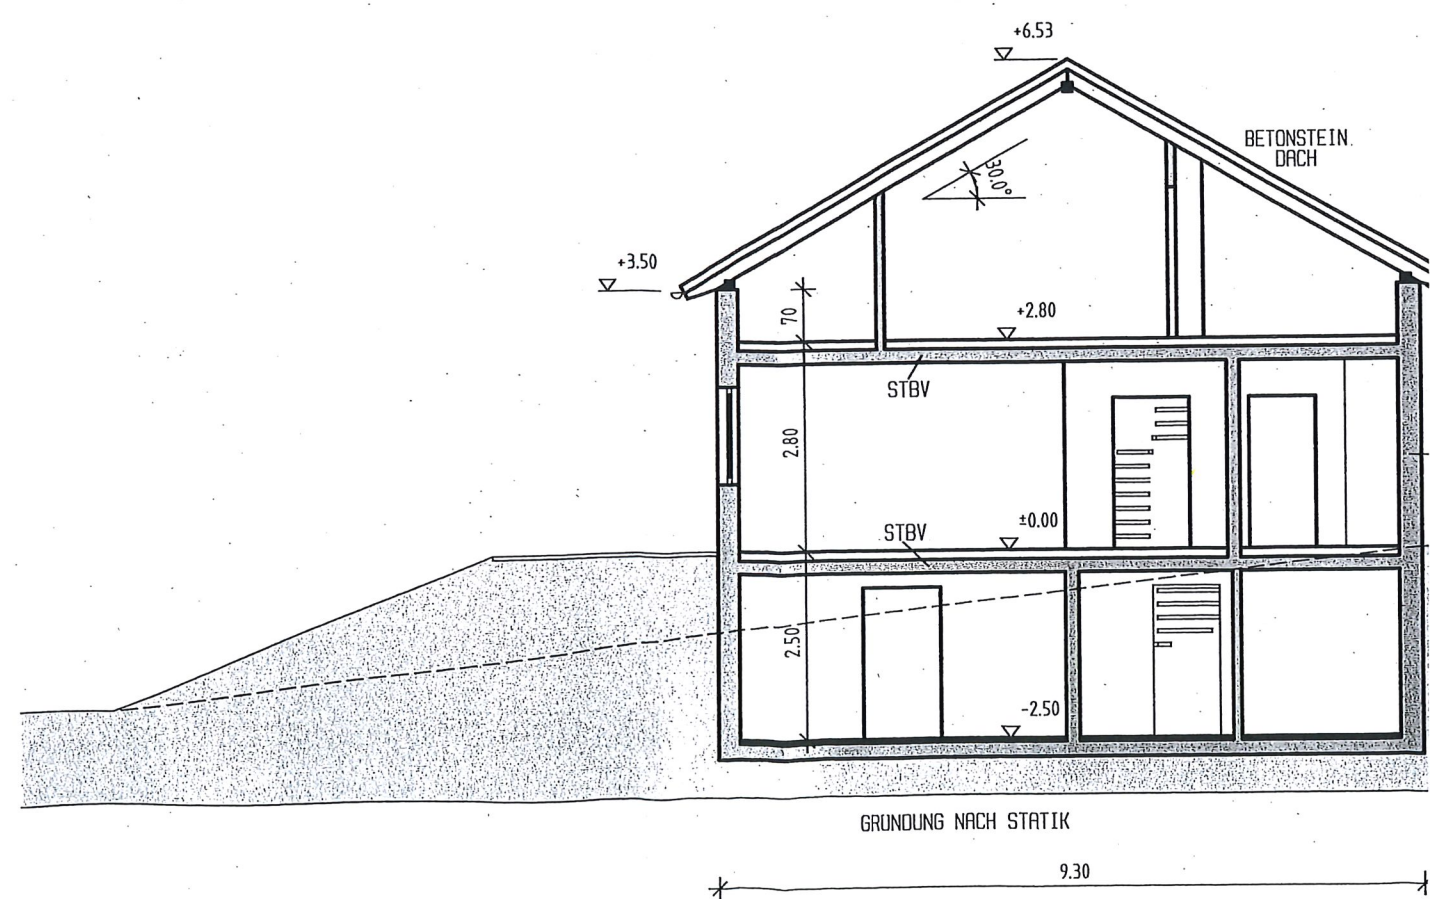 +6.53
BETONSTEIN
DACH
30.0°
+3.50
70
+2.80
STBV
2.80
±0.00
STBV
2.50
-2.50
GRÜNDUNG NACH STATIK
9.30